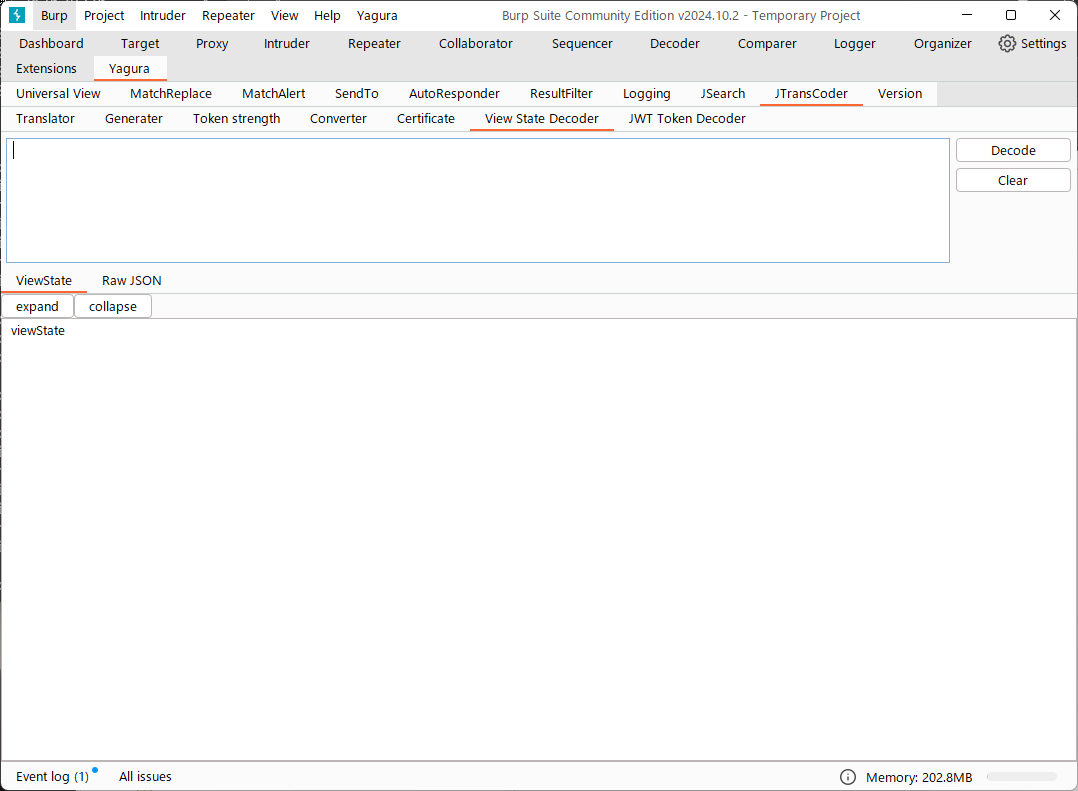 Burp Project Intruder Repeater View Help Yagura Burp Suite Community Edition v2024.10.2 - Temporary Project
Dashboard Target Proxy Intruder Repeater Collaborator Sequencer Decoder Comparer Logger Organizer Settings
Extensions Yagura
Universal View MatchReplace MatchAlert SendTo AutoResponder ResultFilter Logging JSearch JTransCoder Version
Translator Generater Token strength Converter Certificate View State Decoder JWT Token Decoder
Decode
Clear
ViewState Raw JSON
expand collapse
viewState
Event log (1) All issues Memory: 202.8MB